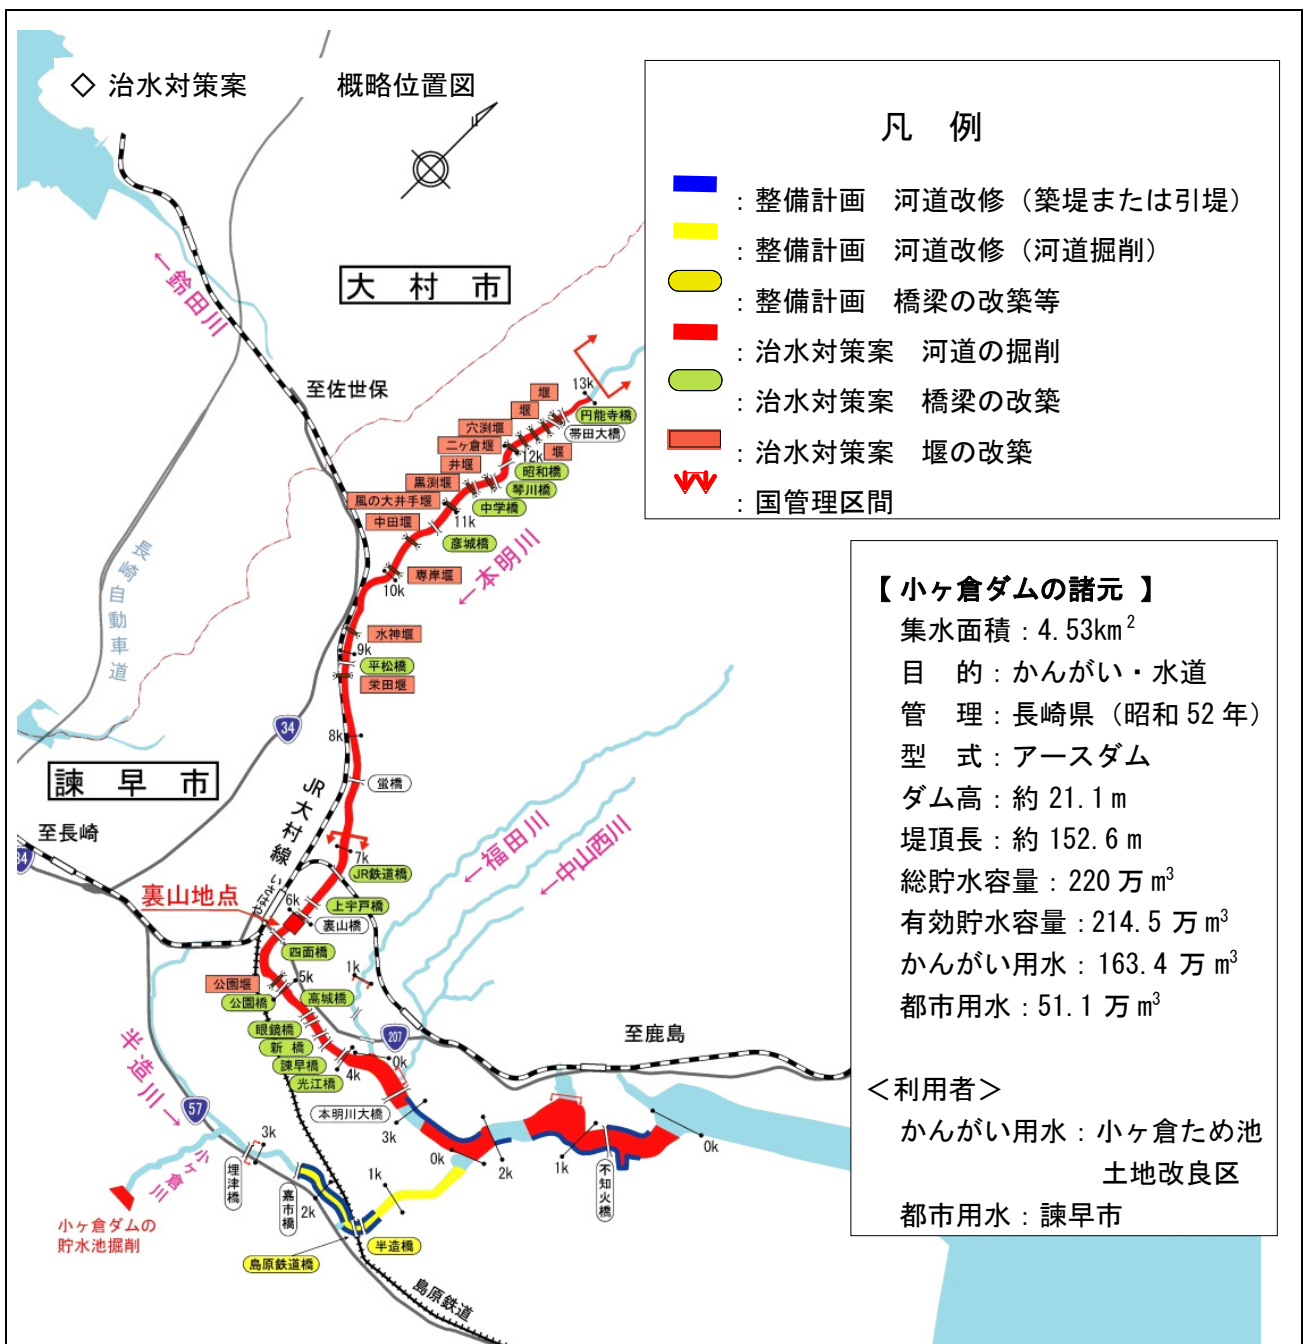 ◇ 治水対策案　概略位置図
凡　例
：整備計画　河道改修（築堤または引堤）
：整備計画　河道改修（河道掘削）
：整備計画　橋梁の改築等
：治水対策案　河道の掘削
：治水対策案　橋梁の改築
：治水対策案　堰の改築
：国管理区間
【 小ヶ倉ダムの諸元 】
集水面積：4.53km²
目　的：かんがい・水道
管　理：長崎県（昭和 52 年）
型　式：アースダム
ダム高：約 21.1ｍ
堤頂長：約 152.6ｍ
総貯水容量：220 万 m³
有効貯水容量：214.5 万 m³
かんがい用水：163.4 万 m³
都市用水：51.1 万 m³
＜利用者＞
かんがい用水：小ヶ倉ため池
土地改良区
都市用水：諫早市
←鈴田川
大　村　市
至佐世保
13k
堰
円能寺橋
堰
帯田大橋
穴渕堰
二ヶ倉堰
12k
堰
井堰
昭和橋
黒渕堰
琴川橋
風の大井手堰
中学橋
11k
中田堰
彦城橋
←本明川
専岸堰
10k
長崎自動車道
水神堰
9k
平松橋
栄田堰
34
8k
諫　早　市
蛍橋
JR大村線
至長崎
34
7k
JR鉄道橋
←福田川
←中山西川
いさはや
裏山地点
6k
上宇戸橋
裏山橋
四面橋
1k
公園堰
5k
公園橋
高城橋
眼鏡橋
新　橋
諫早橋
光江橋
4k
207
0k
至鹿島
本明川大橋
3k
0k
2k
1k
不知火橋
0k
半造川→
57
3k
小ヶ倉川
埋津橋
嘉市橋
2k
1k
小ヶ倉ダムの
貯水池掘削
半造橋
島原鉄道橋
島原鉄道